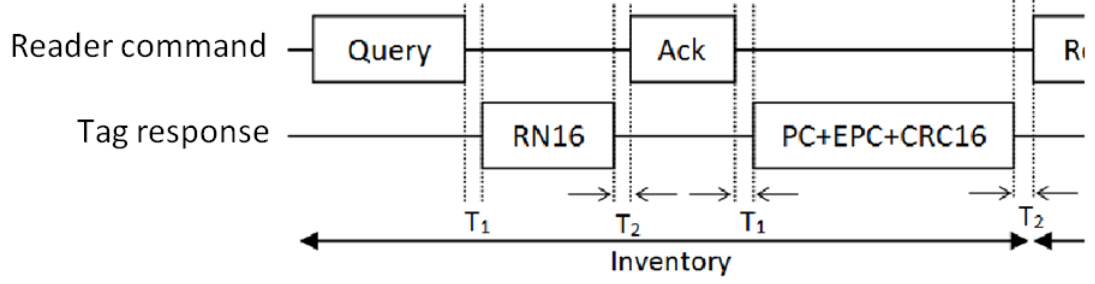 Reader command
Query
Ack
Tag response
RN16
PC+EPC+CRC16
T₁
T₂
T₁
T₂
Inventory